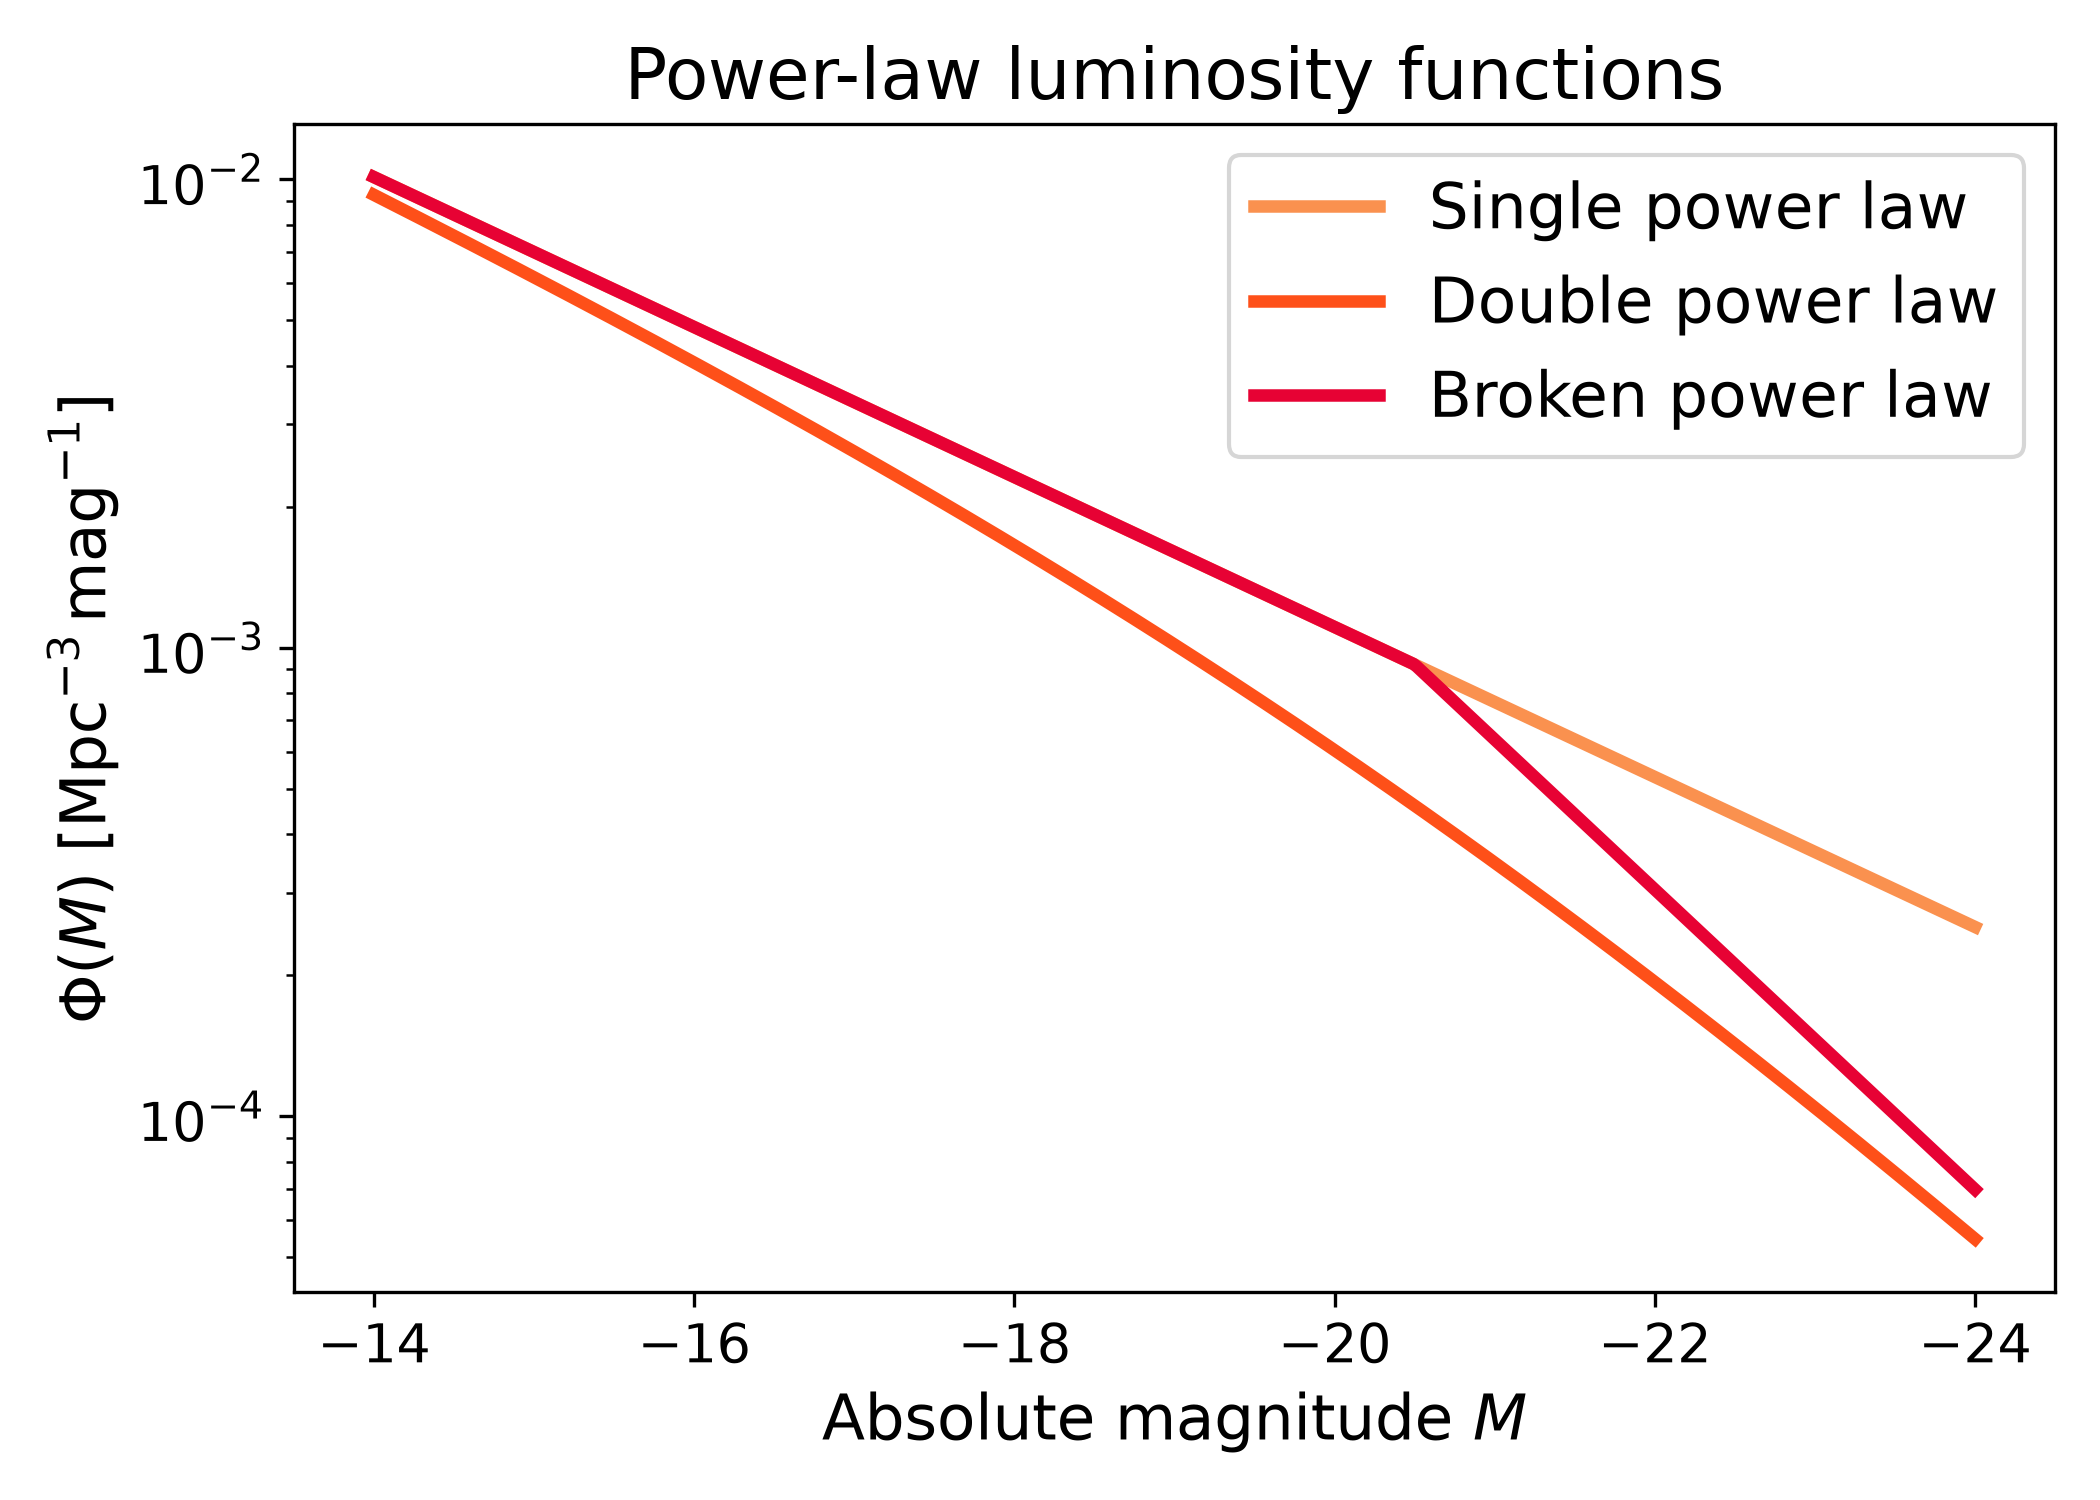 Power-law luminosity functions
Single power law
Double power law
Broken power law
Φ(M) [Mpc⁻³ mag⁻¹]
10⁻²
10⁻³
10⁻⁴
−14 −16 −18 −20 −22 −24
Absolute magnitude M